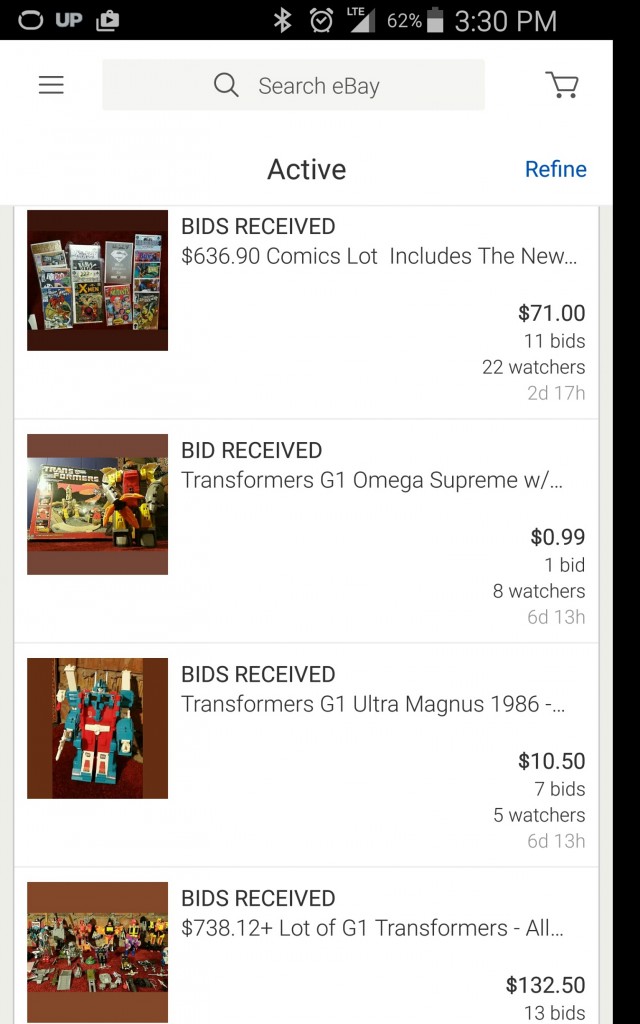 UP LTE 62% 3:30 PM
Search eBay
Active Refine
BIDS RECEIVED
$636.90 Comics Lot Includes The New...
$71.00
11 bids
22 watchers
2d 17h
BID RECEIVED
Transformers G1 Omega Supreme w/...
TRANSFORMERS
$0.99
1 bid
8 watchers
6d 13h
BIDS RECEIVED
Transformers G1 Ultra Magnus 1986 -...
$10.50
7 bids
5 watchers
6d 13h
BIDS RECEIVED
$738.12+ Lot of G1 Transformers - All...
$132.50
13 bids